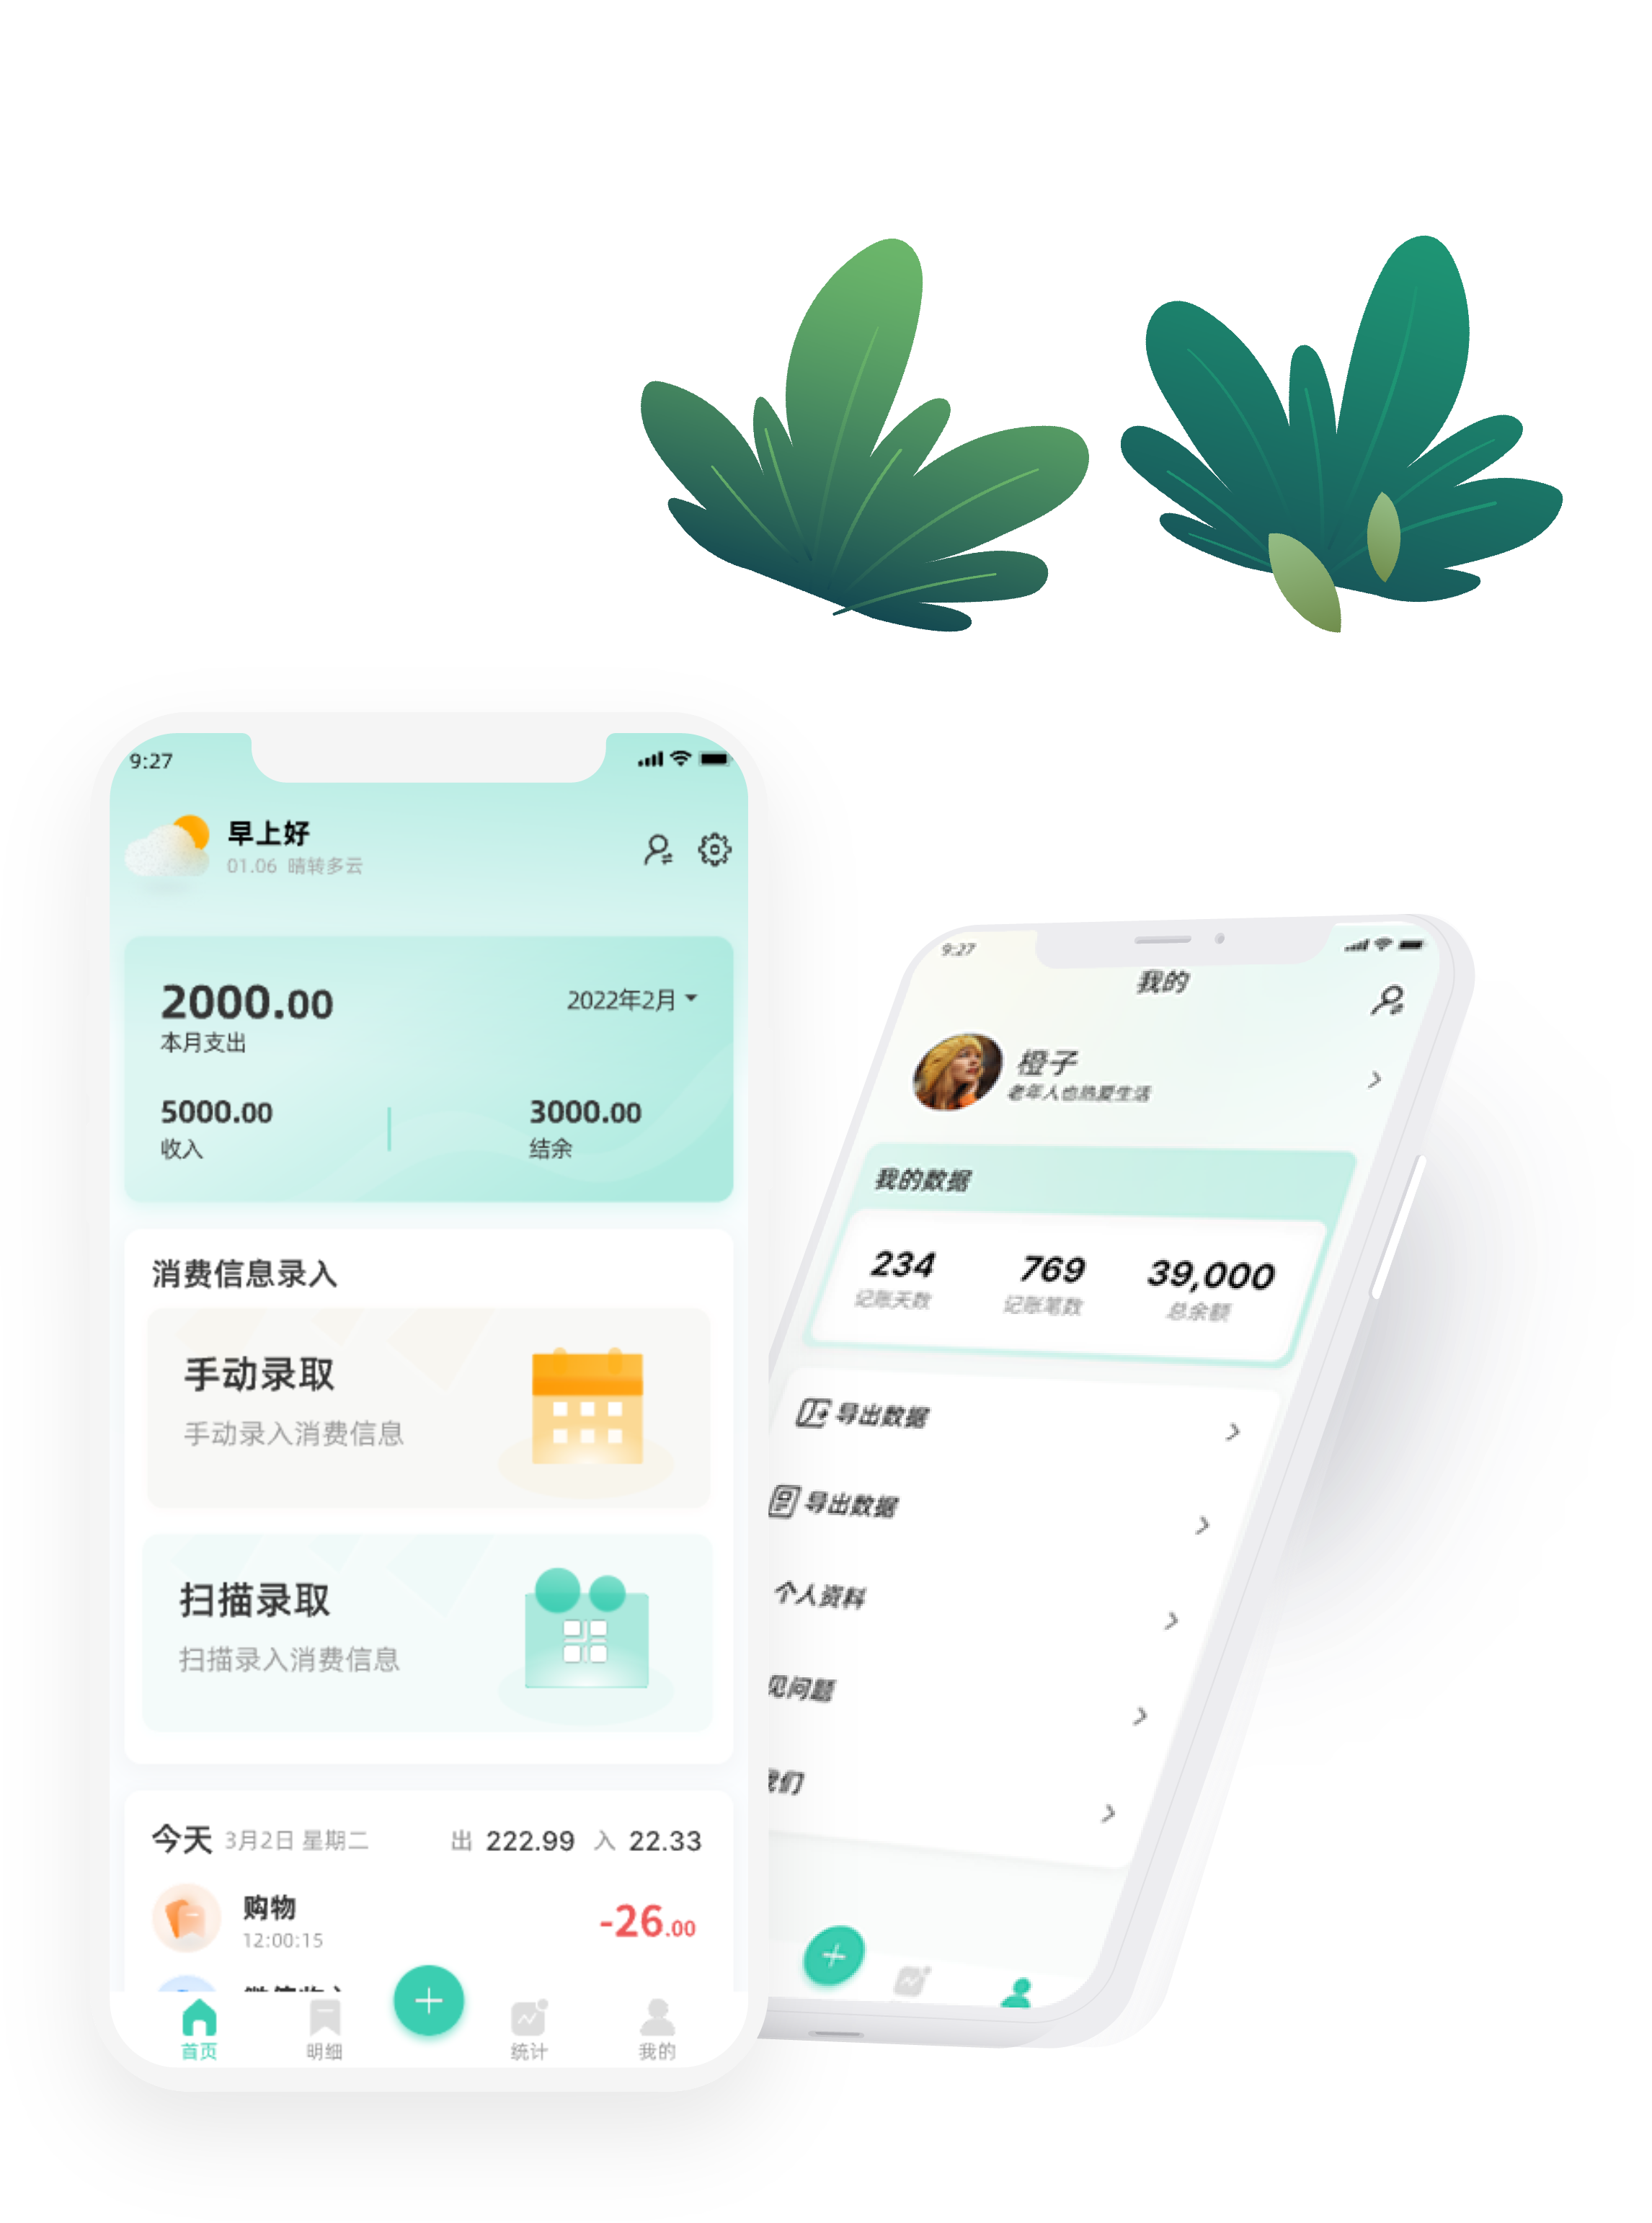 9:27
早上好
01.06 晴转多云
2000.00
2022年2月
本月支出
5000.00
3000.00
收入
结余
消费信息录入
手动录取
手动录入消费信息
扫描录取
扫描录入消费信息
今天 3月2日 星期二 出 222.99 入 22.33
购物
12:00:15
-26.00
首页
明细
统计
我的
9:27
我的
橙子
老年人也热爱生活
我的数据
234
769
39,000
记账天数
记账笔数
总余额
导出数据
导出数据
个人资料
见问题
们